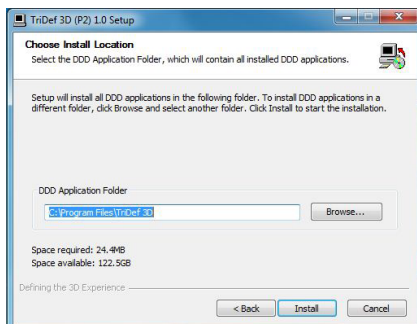 TriDef 3D (P2) 1.0 Setup
Choose Install Location
Select the DDD Application Folder, which will contain all installed DDD applications.
Setup will install all DDD applications in the following folder. To install DDD applications in a
different folder, click Browse and select another folder. Click Install to start the installation.
DDD Application Folder
C:\Program Files\TriDef 3D
Browse...
Space required: 24.4MB
Space available: 122.5GB
Defining the 3D Experience
< Back
Install
Cancel